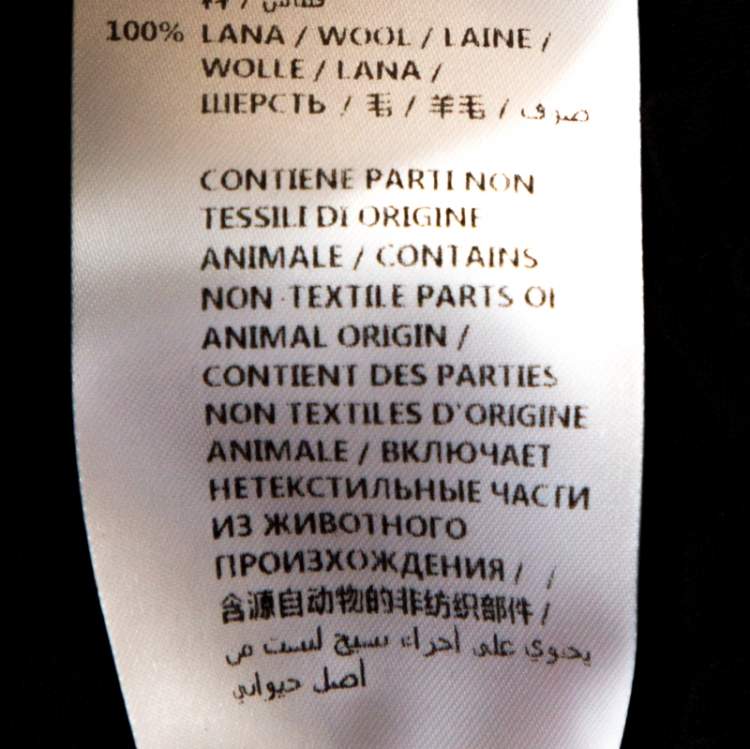 100% LANA / WOOL / LAINE /
WOLLE / LANA /
ШЕРСТЬ / 毛 / 羊毛 / صوف
CONTIENE PARTI NON
TESSILI DI ORIGINE
ANIMALE / CONTAINS
NON TEXTILE PARTS OF
ANIMAL ORIGIN /
CONTIENT DES PARTIES
NON TEXTILES D'ORIGINE
ANIMALE / ВКЛЮЧАЕТ
НЕТЕКСТИЛЬНЫЕ ЧАСТИ
ИЗ ЖИВОТНОГО
ПРОИЗХОЖДЕНИЯ / /
含源自动物的非纺织部件 /
يحتوي على أجزاء نسيج ليست من
أصل حيواني